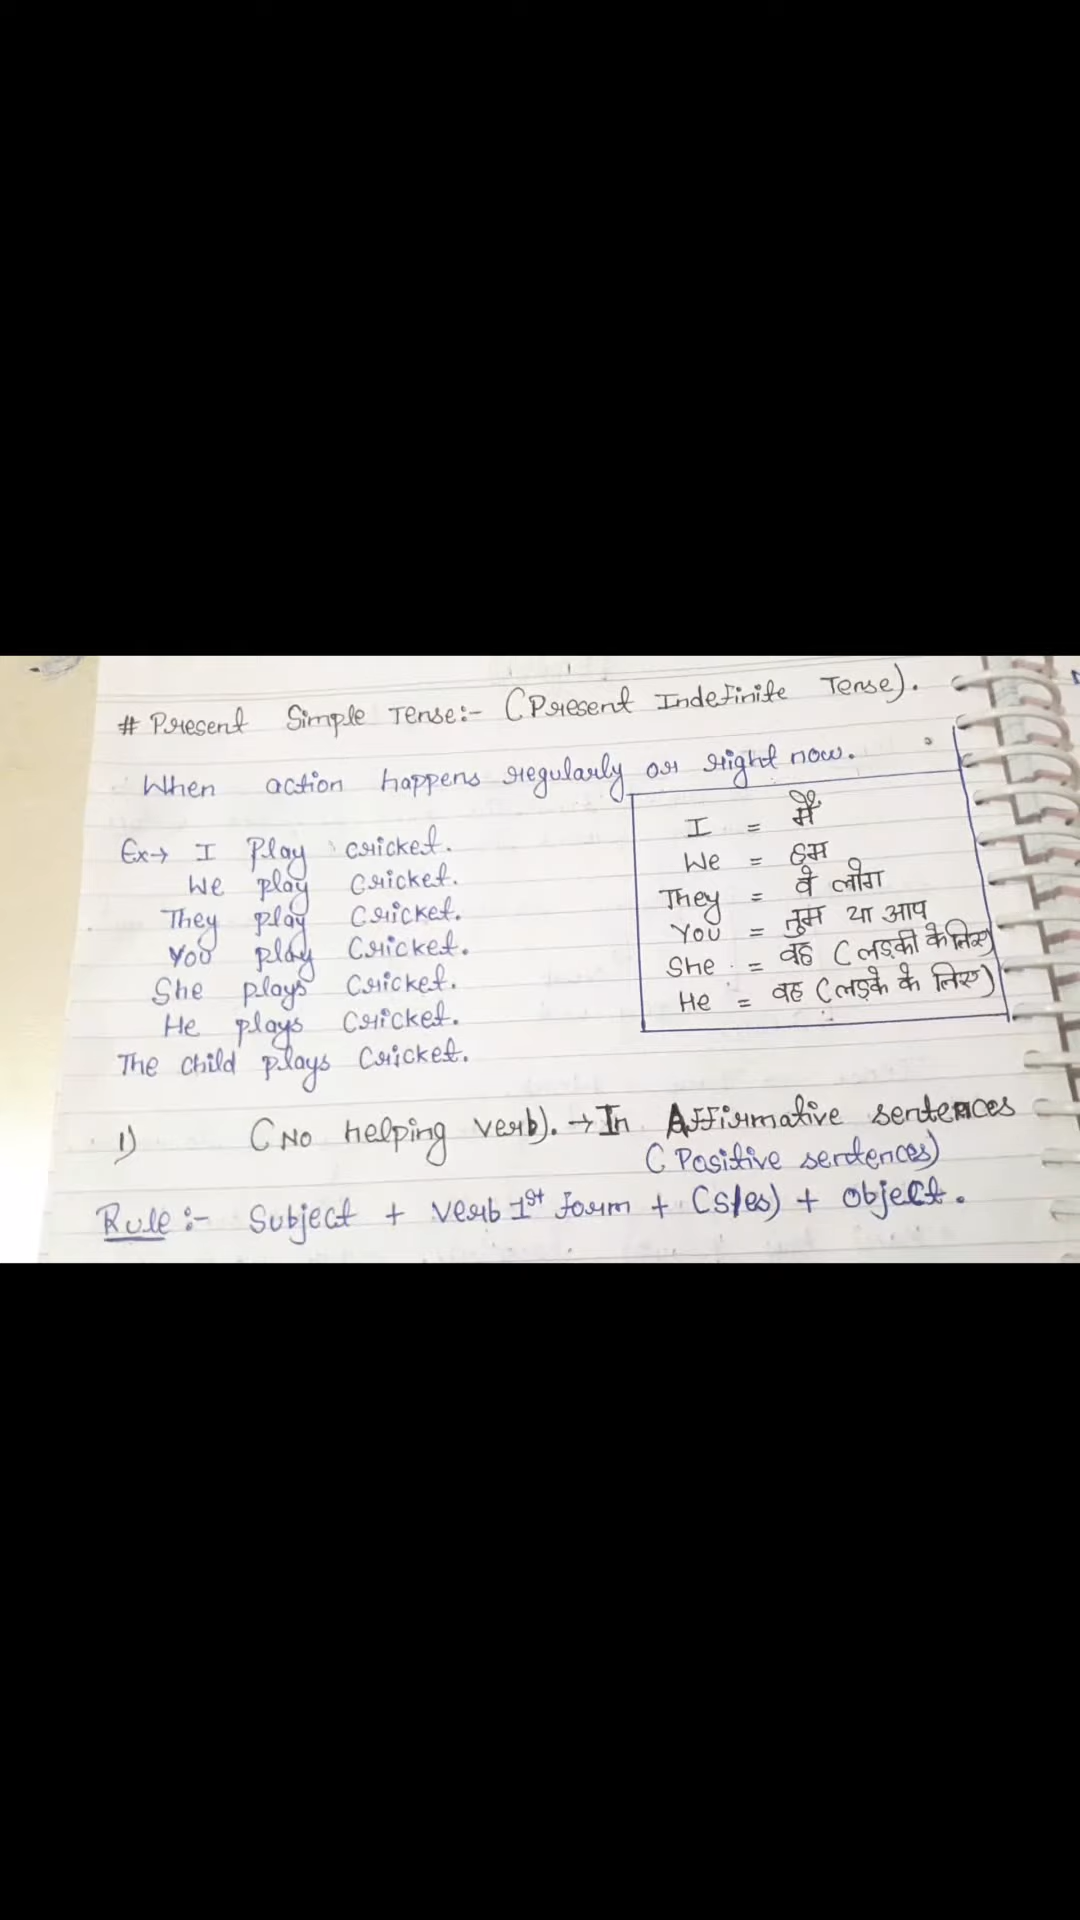 # Present Simple Tense:- (Present Indefinite Tense).
When action happens regularly or right now.
Ex→ I Play cricket.
We play cricket.
They play cricket.
You play cricket.
She plays cricket.
He plays cricket.
The child plays cricket.
I = मैं
We = हम
They = वे लोग
You = तुम या आप
She = वह (लड़की के लिए)
He = वह (लड़के के लिए)
1) (No helping verb). → In Affirmative sentences
(Positive sentences)
Rule:- Subject + verb 1st form + (s/es) + object.